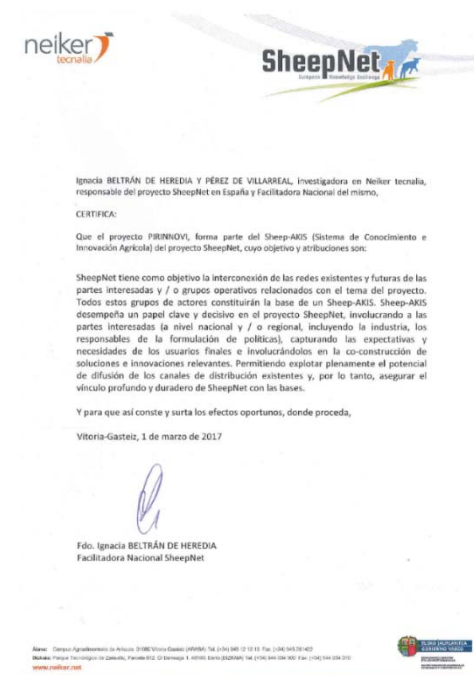 neiker
tecnalia
SheepNet
European Knowledge Exchange
Ignacia BELTRÁN DE HEREDIA Y PÉREZ DE VILLARREAL, investigadora en Neiker tecnalia,
responsable del proyecto SheepNet en España y Facilitadora Nacional del mismo,
CERTIFICA:
Que el proyecto PIRINNOVI, forma parte del Sheep-AKIS (Sistema de Conocimiento e
Innovación Agrícola) del proyecto SheepNet, cuyo objetivo y atribuciones son:
SheepNet tiene como objetivo la interconexión de las redes existentes y futuras de las
partes interesadas y / o grupos operativos relacionados con el tema del proyecto.
Todos estos grupos de actores constituirán la base de un Sheep-AKIS. Sheep-AKIS
desempeña un papel clave y decisivo en el proyecto SheepNet, involucrando a las
partes interesadas (a nivel nacional y / o regional, incluyendo la industria, los
responsables de la formulación de políticas), capturando las expectativas y
necesidades de los usuarios finales e involucrándolos en la co-construcción de
soluciones e innovaciones relevantes. Permitiendo explotar plenamente el potencial
de difusión de los canales de distribución existentes y, por lo tanto, asegurar el
vínculo profundo y duradero de SheepNet con las bases.
Y para que así conste y surta los efectos oportunos, donde proceda,
Vitoria-Gasteiz, 1 de marzo de 2017
Fdo. Ignacia BELTRÁN DE HEREDIA
Facilitadora Nacional SheepNet
EUSKO JAURLARITZA
GOBIERNO VASCO
www.neiker.net